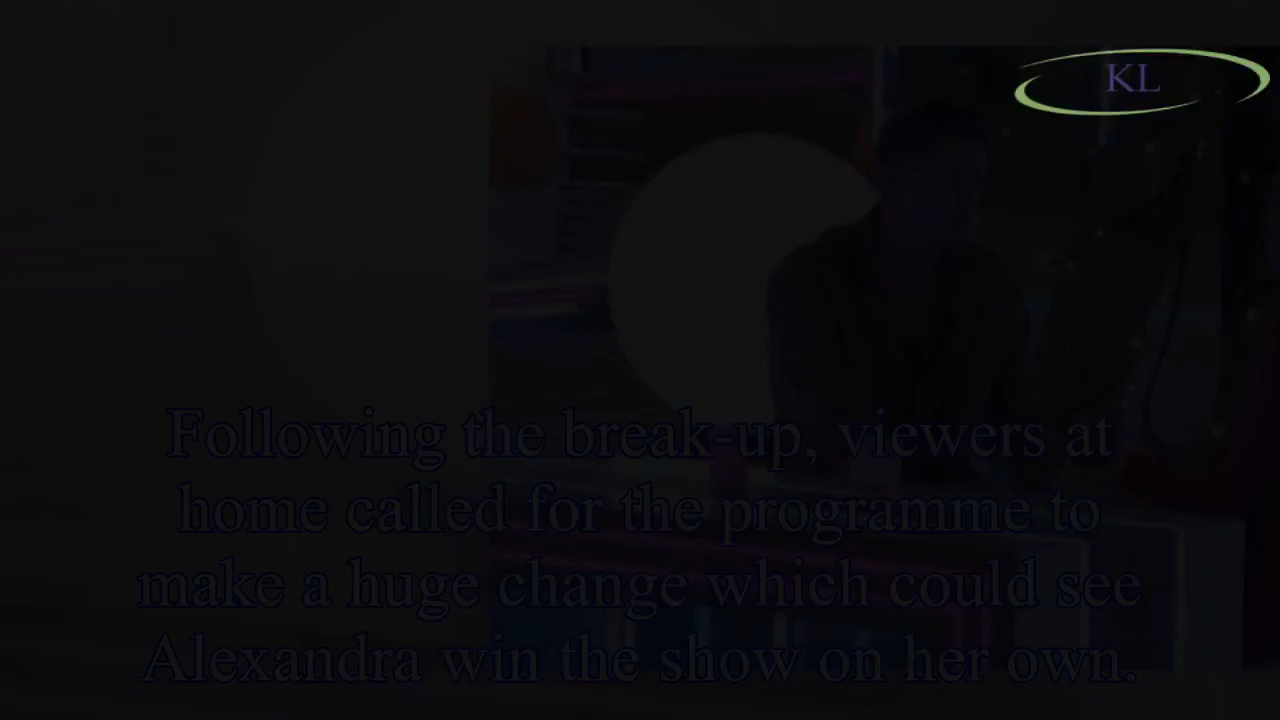 KL
Following the break-up, viewers at
home called for the programme to
make a huge change which could see
Alexandra win the show on her own.